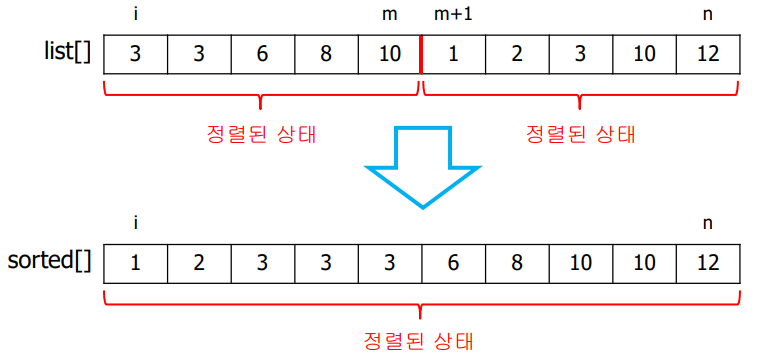 i m m+1 n
list[] 3 3 6 8 10 1 2 3 10 12
정렬된 상태 정렬된 상태
i n
sorted[] 1 2 3 3 3 6 8 10 10 12
정렬된 상태